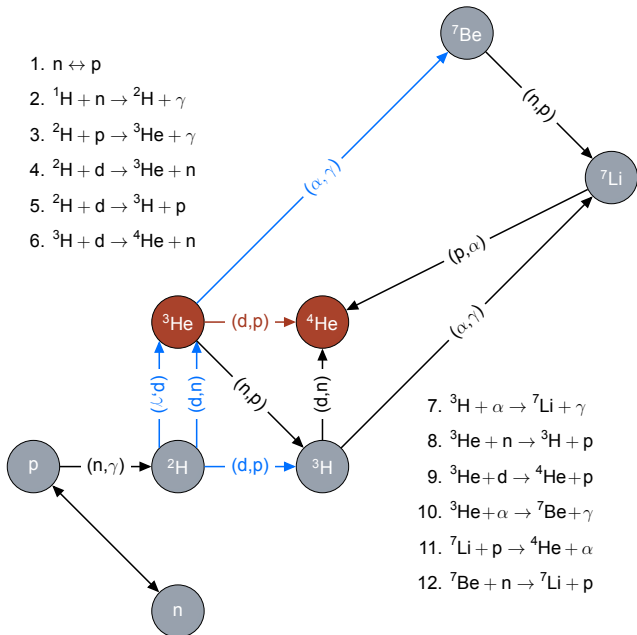 ⁷Be
1. n ↔ p
2. ¹H + n → ²H + γ
(n,p)
3. ²H + p → ³He + γ
4. ²H + d → ³He + n
(α,γ)
⁷Li
5. ²H + d → ³H + p
6. ³H + d → ⁴He + n
(p,α)
³He
(d,p)
⁴He
(α,γ)
(p,γ)
(d,n)
(n,p)
(d,n)
7. ³H + α → ⁷Li + γ
8. ³He + n → ³H + p
p
(n,γ)
²H
(d,p)
³H
9. ³He + d → ⁴He + p
10. ³He + α → ⁷Be + γ
11. ⁷Li + p → ⁴He + α
12. ⁷Be + n → ⁷Li + p
n